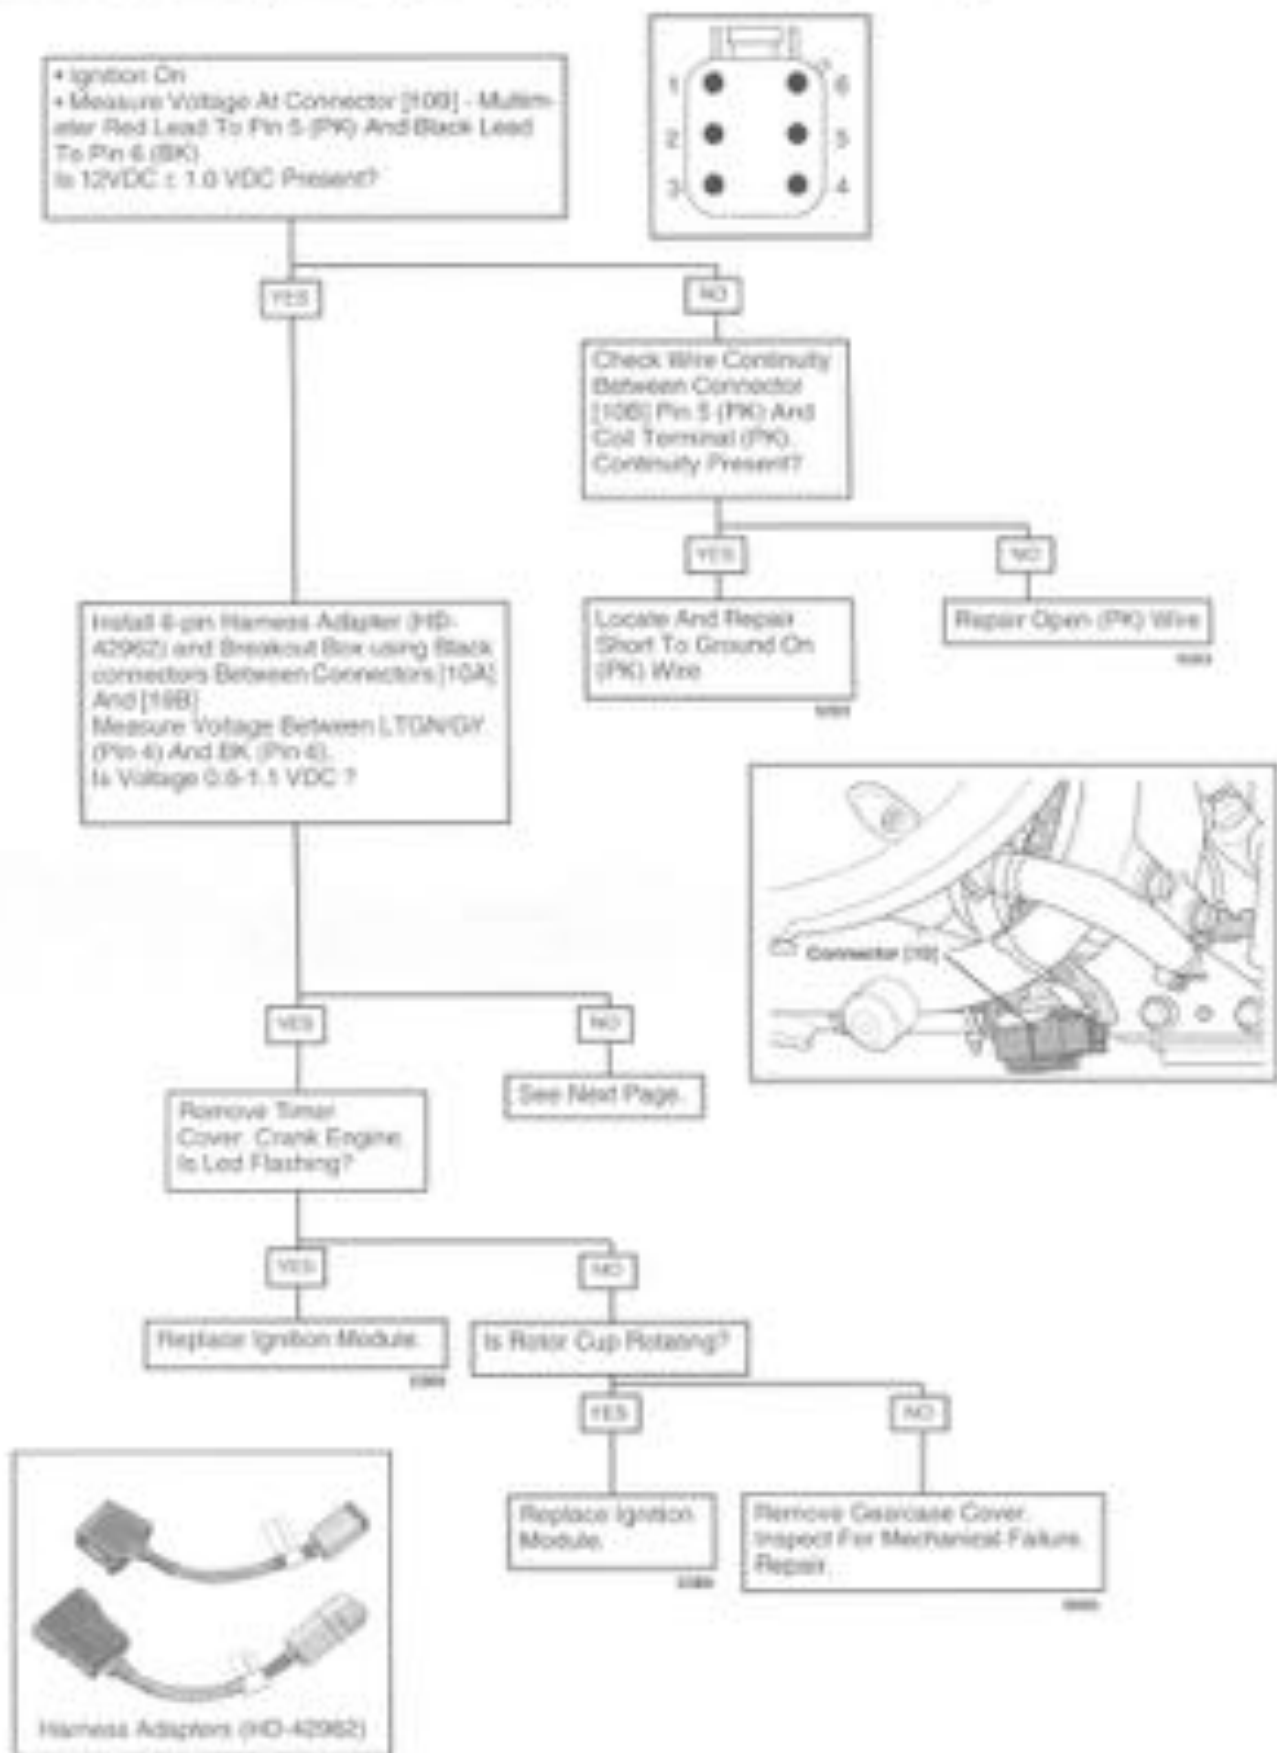 • Ignition On
• Measure Voltage At Connector [10B] - Multim-
eter Red Lead To Pin 5 (PK) And Black Lead
To Pin 6 (BK)
Is 12VDC ± 1.0 VDC Present?
1
6
2
5
3
4
YES
NO
Check Wire Continuity
Between Connector
[10B] Pin 5 (PK) And
Coil Terminal (PK).
Continuity Present?
YES
NO
Locate And Repair
Short To Ground On
(PK) Wire
Repair Open (PK) Wire
Install 6-pin Harness Adapter (HD-
42962) and Breakout Box using Black
connectors Between Connectors [10A]
And [10B]
Measure Voltage Between LTGN/GY
(Pin 4) And BK (Pin 6).
Is Voltage 0.6-1.1 VDC ?
Connector [10]
YES
NO
See Next Page.
Remove Timer
Cover. Crank Engine.
Is Led Flashing?
YES
NO
Replace Ignition Module.
Is Rotor Cup Rotating?
YES
NO
Replace Ignition
Module.
Remove Gearcase Cover.
Inspect For Mechanical Failure.
Repair.
Harness Adapters (HD-42962)